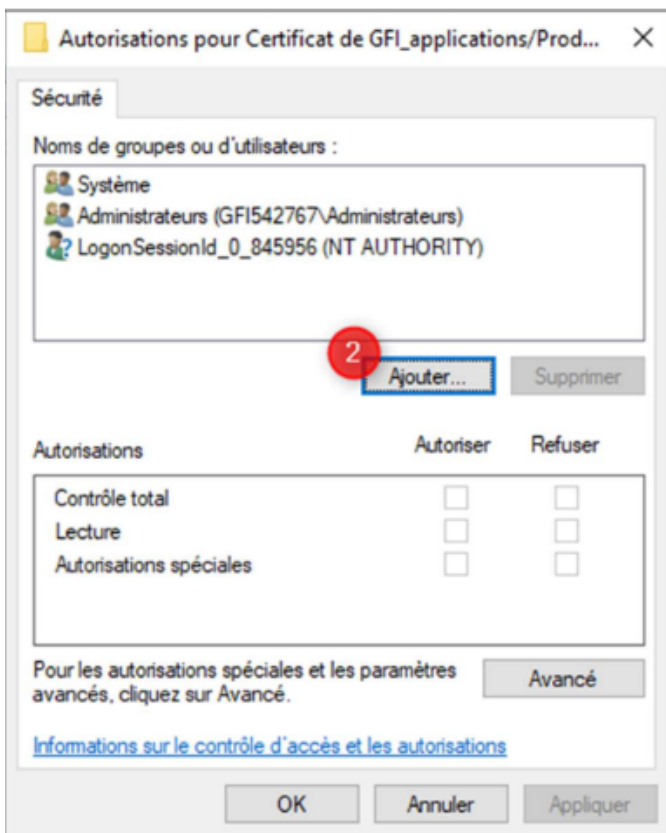 Autorisations pour Certificat de GFI_applications/Prod...
Sécurité
Noms de groupes ou d'utilisateurs :
Système
Administrateurs (GFI542767\Administrateurs)
LogonSessionId_0_845956 (NT AUTHORITY)
2
Ajouter... Supprimer
Autorisations Autoriser Refuser
Contrôle total
Lecture
Autorisations spéciales
Pour les autorisations spéciales et les paramètres
avancés, cliquez sur Avancé.
Avancé
Informations sur le contrôle d'accès et les autorisations
OK Annuler Appliquer